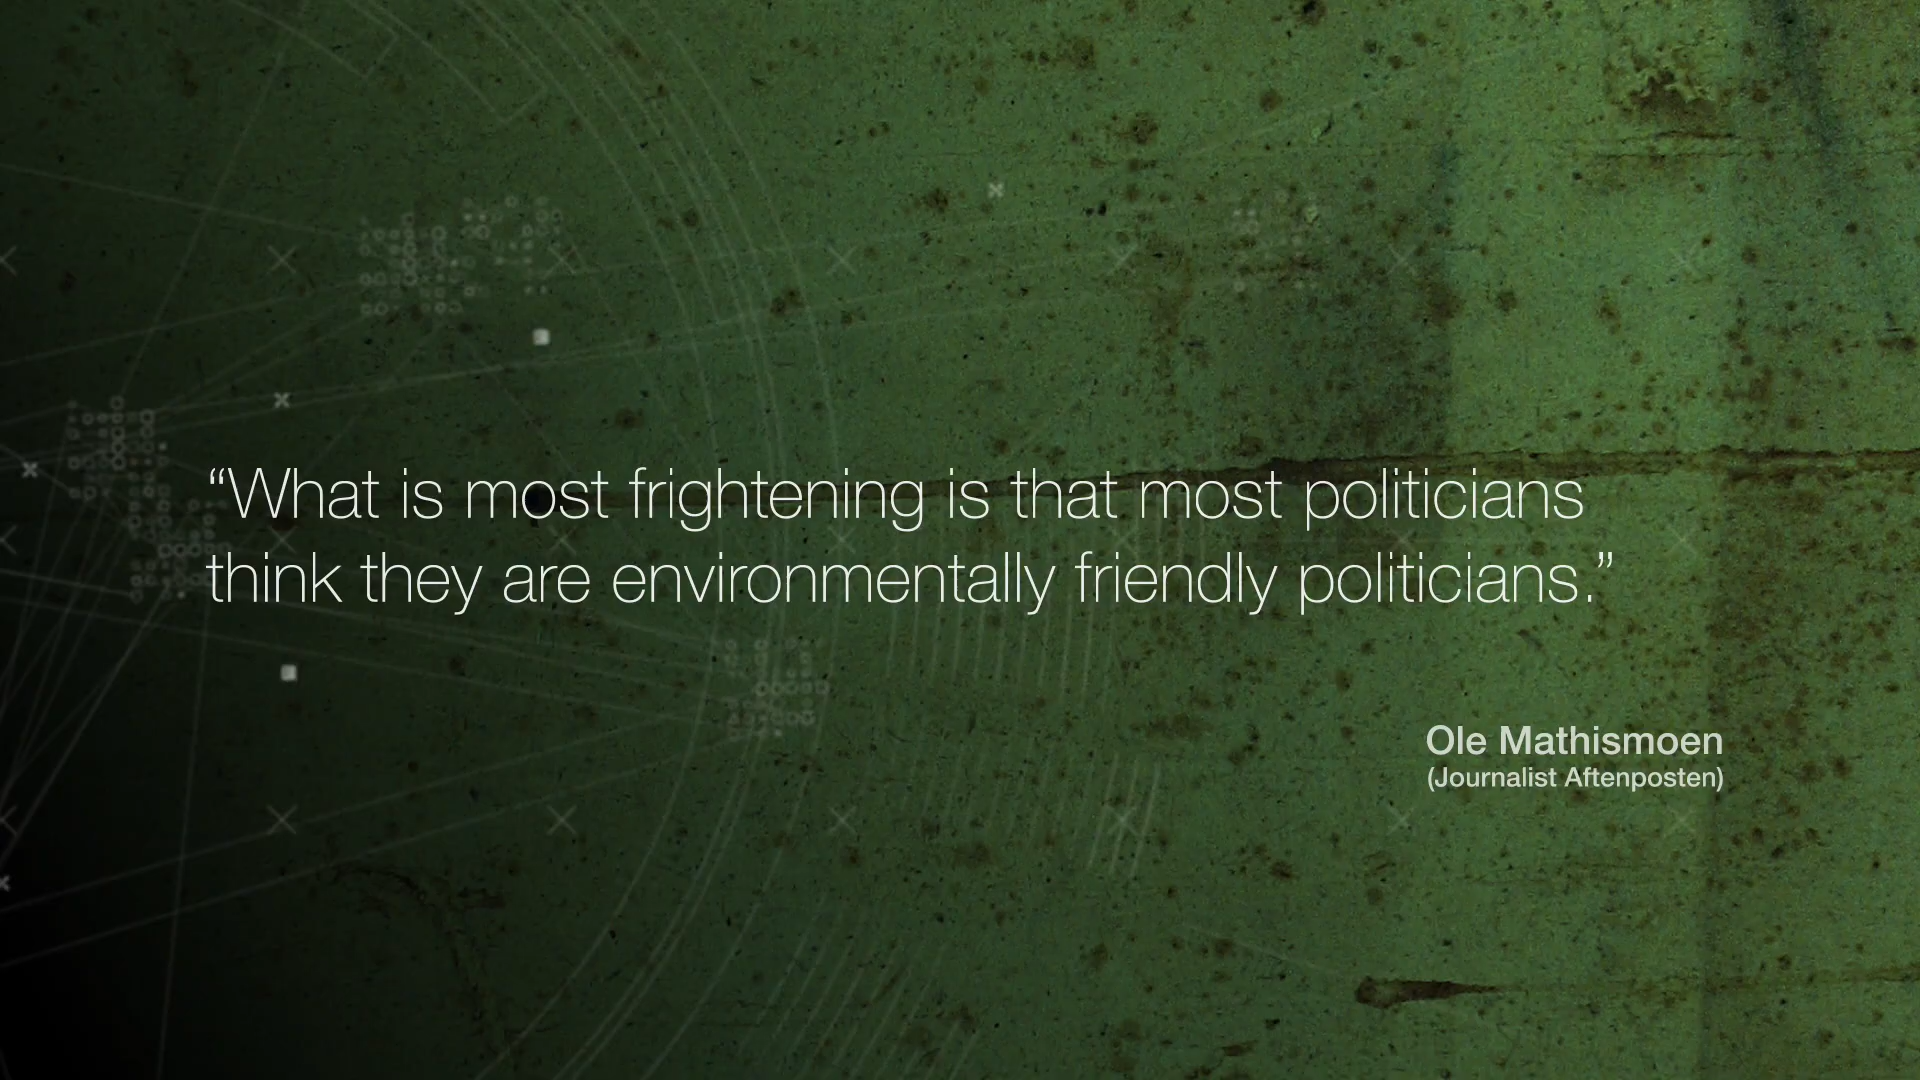 “What is most frightening is that most politicians
think they are environmentally friendly politicians.”
Ole Mathismoen
(Journalist Aftenposten)